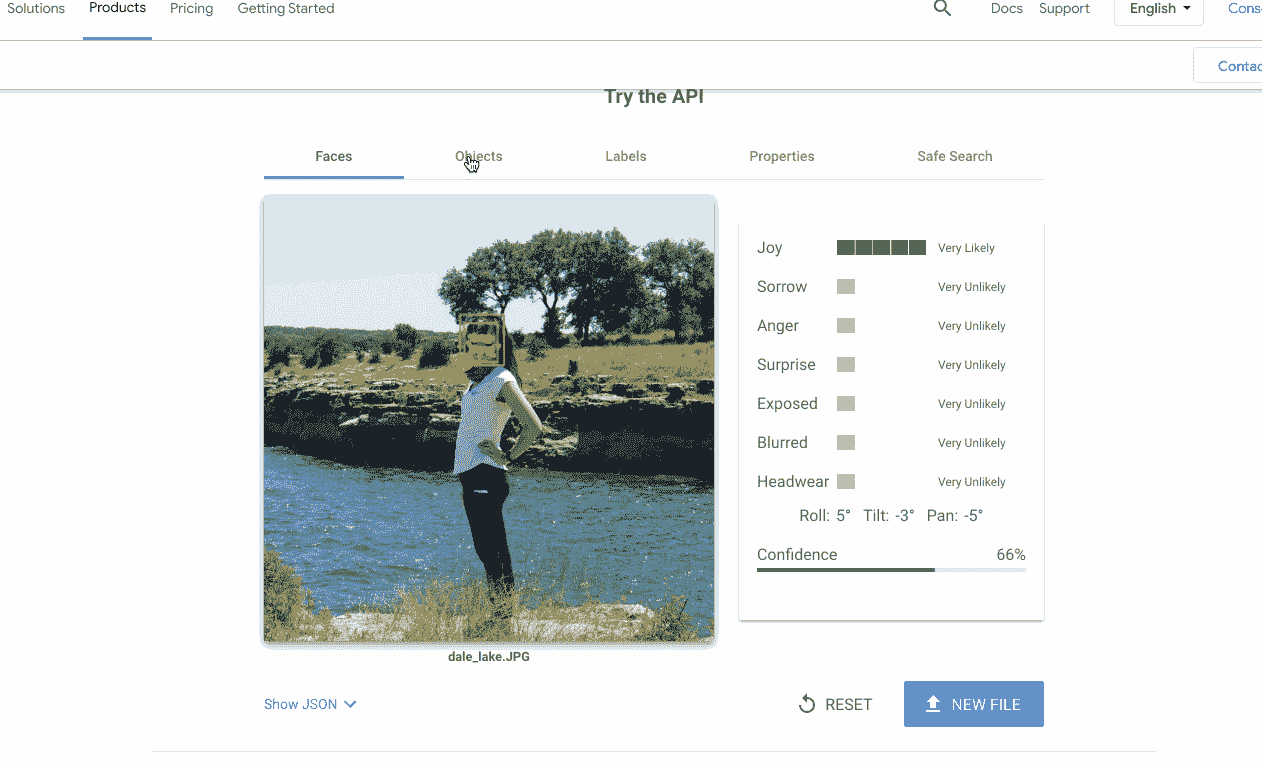 Solutions Products Pricing Getting Started Docs Support English
Try the API
Faces Objects Labels Properties Safe Search
Joy Very Likely
Sorrow Very Unlikely
Anger Very Unlikely
Surprise Very Unlikely
Exposed Very Unlikely
Blurred Very Unlikely
Headwear Very Unlikely
Roll: 5° Tilt: -3° Pan: -5°
Confidence 66%
dale_lake.JPG
Show JSON RESET NEW FILE